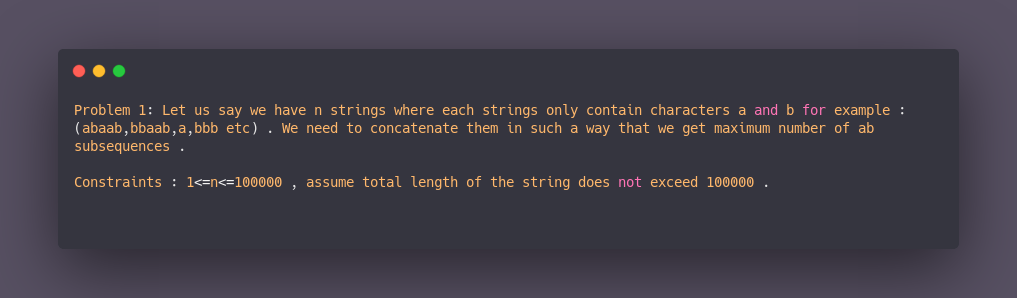 Problem 1: Let us say we have n strings where each strings only contain characters a and b for example :
(abaab,bbaab,a,bbb etc) . We need to concatenate them in such a way that we get maximum number of ab
subsequences .
Constraints : 1<=n<=100000 , assume total length of the string does not exceed 100000 .